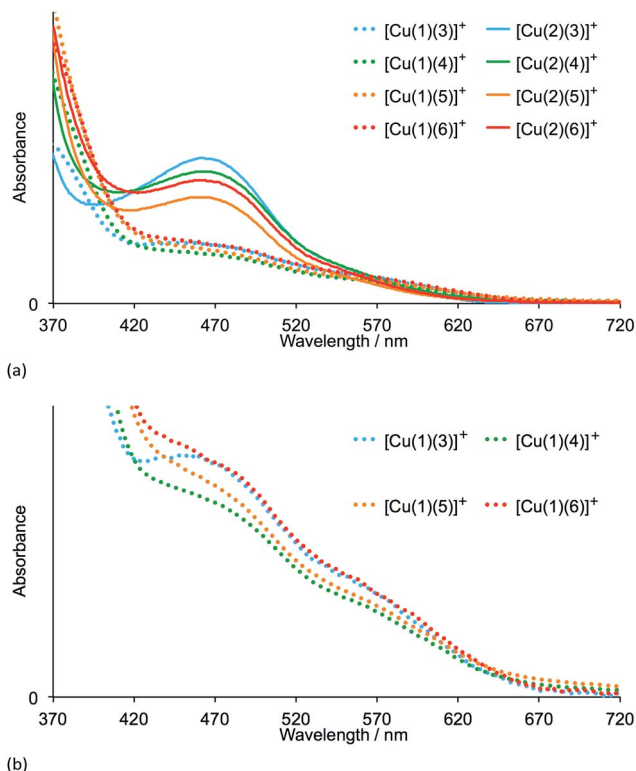 [Cu(1)(3)]⁺ [Cu(2)(3)]⁺
[Cu(1)(4)]⁺ [Cu(2)(4)]⁺
[Cu(1)(5)]⁺ [Cu(2)(5)]⁺
[Cu(1)(6)]⁺ [Cu(2)(6)]⁺
Absorbance
0
370 420 470 520 570 620 670 720
Wavelength / nm
(a)
[Cu(1)(3)]⁺ [Cu(1)(4)]⁺
[Cu(1)(5)]⁺ [Cu(1)(6)]⁺
Absorbance
0
370 420 470 520 570 620 670 720
Wavelength / nm
(b)